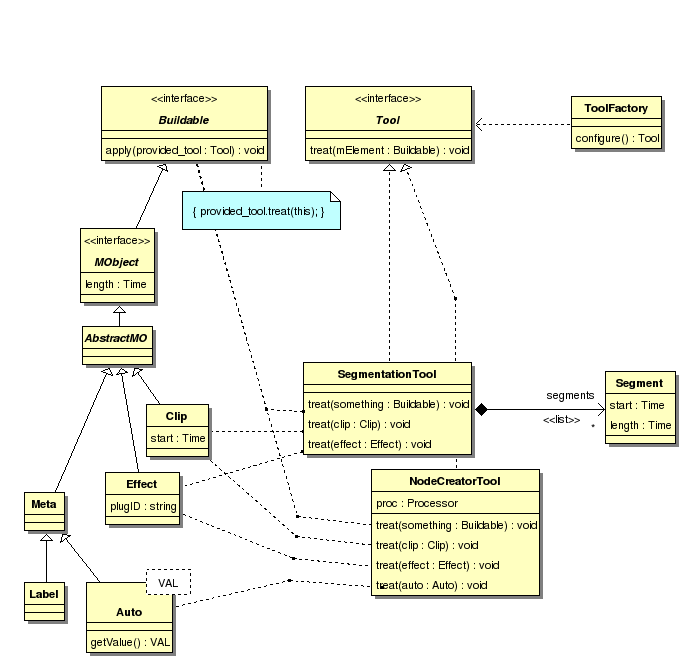 <<interface>>
Buildable
apply(provided_tool : Tool) : void
<<interface>>
Tool
treat(mElement : Buildable) : void
ToolFactory
configure() : Tool
{ provided_tool.treat(this); }
<<interface>>
MObject
length : Time
AbstractMO
SegmentationTool
treat(something : Buildable) : void
treat(clip : Clip) : void
treat(effect : Effect) : void
segments
<<list>>
*
Segment
start : Time
length : Time
Clip
start : Time
Effect
plugID : string
NodeCreatorTool
proc : Processor
treat(something : Buildable) : void
treat(clip : Clip) : void
treat(effect : Effect) : void
treat(auto : Auto) : void
Meta
Label
VAL
Auto
getValue() : VAL